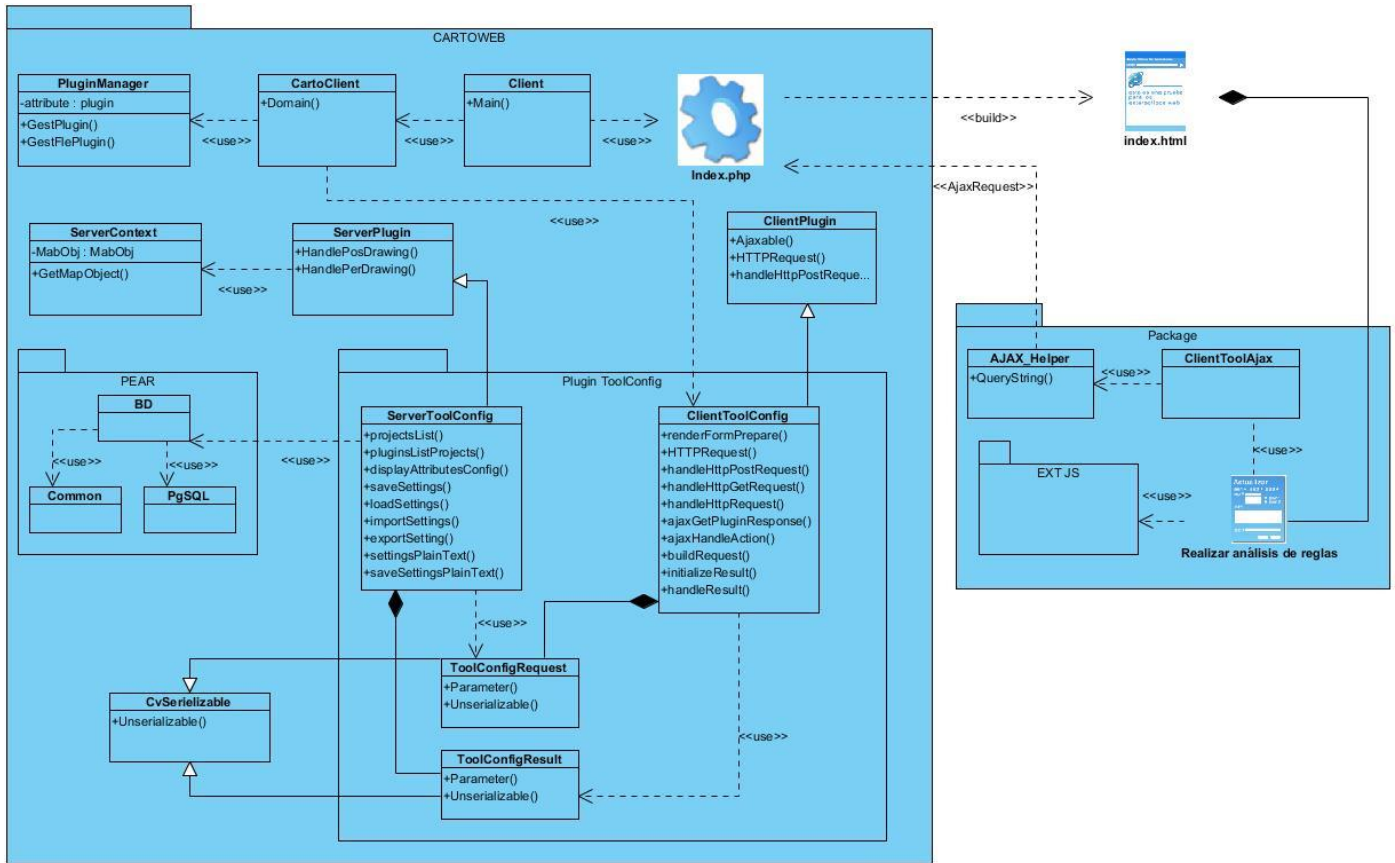 CARTOWEB
PluginManager
-attribute : plugin
+GestPlugin()
+GestFlePlugin()
<<use>>
CartoClient
+Domain()
<<use>>
Client
+Main()
<<use>>
Index.php
<<build>>
index.html
<<AjaxRequest>>
<<use>>
ServerContext
-MabObj : MabObj
+GetMapObject()
<<use>>
ServerPlugin
+HandlePosDrawing()
+HandlePerDrawing()
ClientPlugin
+Ajaxable()
+HTTPRequest()
+handleHttpPostReque...
Package
AJAX_Helper
+QueryString()
<<use>>
ClientToolAjax
<<use>>
EXT JS
<<use>>
Realizar análisis de reglas
PEAR
BD
<<use>>
<<use>>
Common
PgSQL
<<use>>
Plugin ToolConfig
ServerToolConfig
+projectsList()
+pluginsListProjects()
+displayAttributesConfig()
+saveSettings()
+loadSettings()
+importSettings()
+exportSetting()
+settingsPlainText()
+saveSettingsPlainText()
ClientToolConfig
+renderFormPrepare()
+HTTPRequest()
+handleHttpPostRequest()
+handleHttpGetRequest()
+handleHttpRequest()
+ajaxGetPluginResponse()
+ajaxHandleAction()
+buildRequest()
+initializeResult()
+handleResult()
<<use>>
ToolConfigRequest
+Parameter()
+Unserializable()
CvSerielizable
+Unserializable()
<<use>>
ToolConfigResult
+Parameter()
+Unserializable()